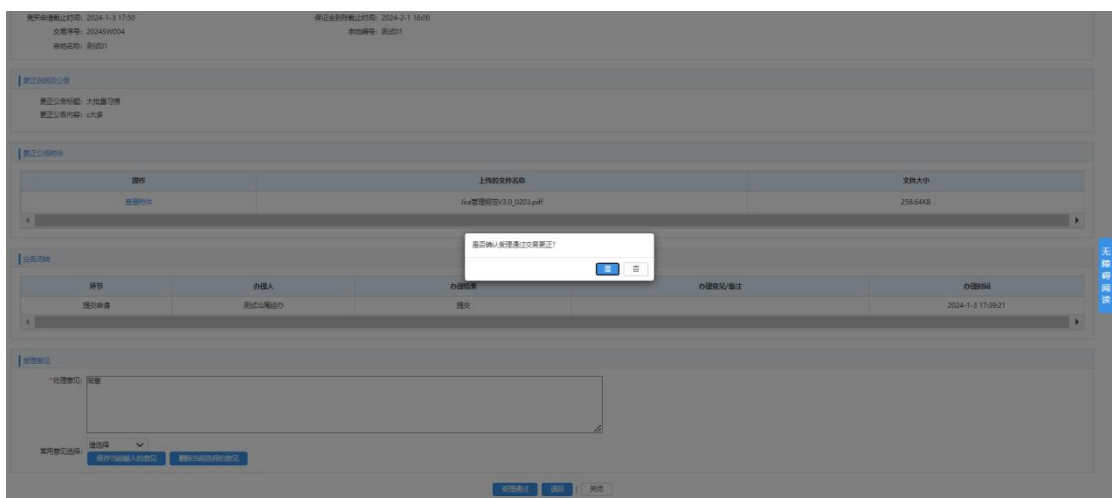 竞买申请截止时间: 2024-1-3 17:50 保证金到账截止时间: 2024-2-1 16:00
交易序号: 2024SW004 宗地编号: 测试01
宗地名称: 测试01
更正说明及公告
更正公告标题: 大批量习惯
更正公告内容: x大多
更正公告附件
操作 上传的文件名称 文件大小
查看附件 Jira管理规范V3.0_0203.pdf 258.64KB
是否确认受理通过交易更正?
是 否
业务流转
环节 办理人 办理结果 办理意见/备注 办理时间
提交申请 提交 2024-1-3 17:39:21
受理意见
*处理意见: 同意
常用意见选择: 请选择
保存当前输入的意见 删除当前选择的意见
受理通过 退回 | 关闭
无障碍阅读